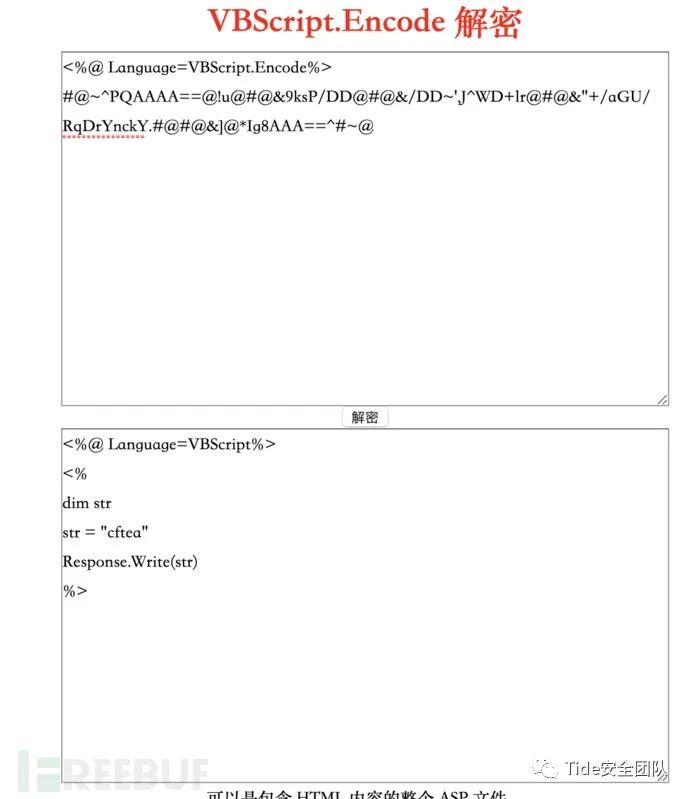 VBScript.Encode 解密
<%@ Language=VBScript.Encode%>
#@~^PQAAAA==@!u@#@&9ksP/DD@#@&/DD~',J^WD+lr@#@&"+/aGU/
RqDrYnckY.#@#@&]@*Ig8AAA==^#~@
解密
<%@ Language=VBScript%>
<%
dim str
str = "cftea"
Response.Write(str)
%>
REEBUF
Tide安全团队
可以是包含 HTML 内容的整个 ASP 文件